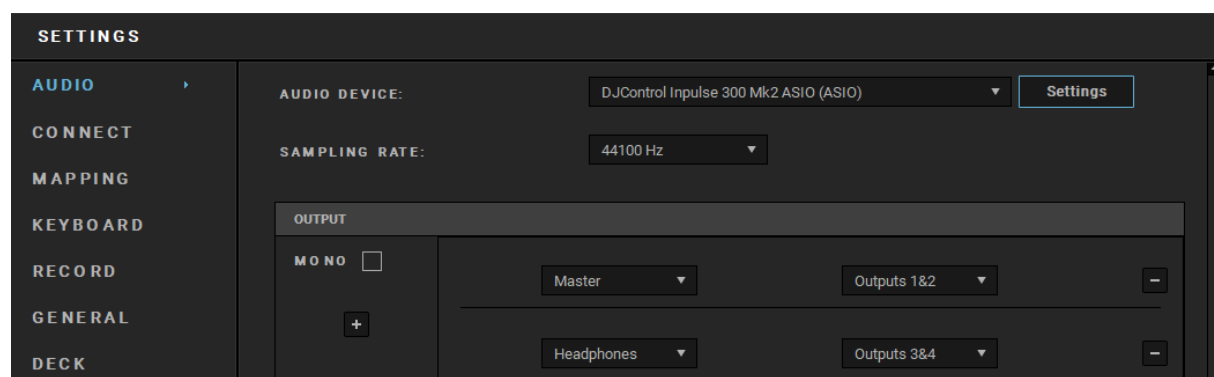 SETTINGS
AUDIO
CONNECT
MAPPING
KEYBOARD
RECORD
GENERAL
DECK
AUDIO DEVICE: DJControl Inpulse 300 Mk2 ASIO (ASIO) Settings
SAMPLING RATE: 44100 Hz
OUTPUT
MONO
+
Master Outputs 1&2 −
Headphones Outputs 3&4 −